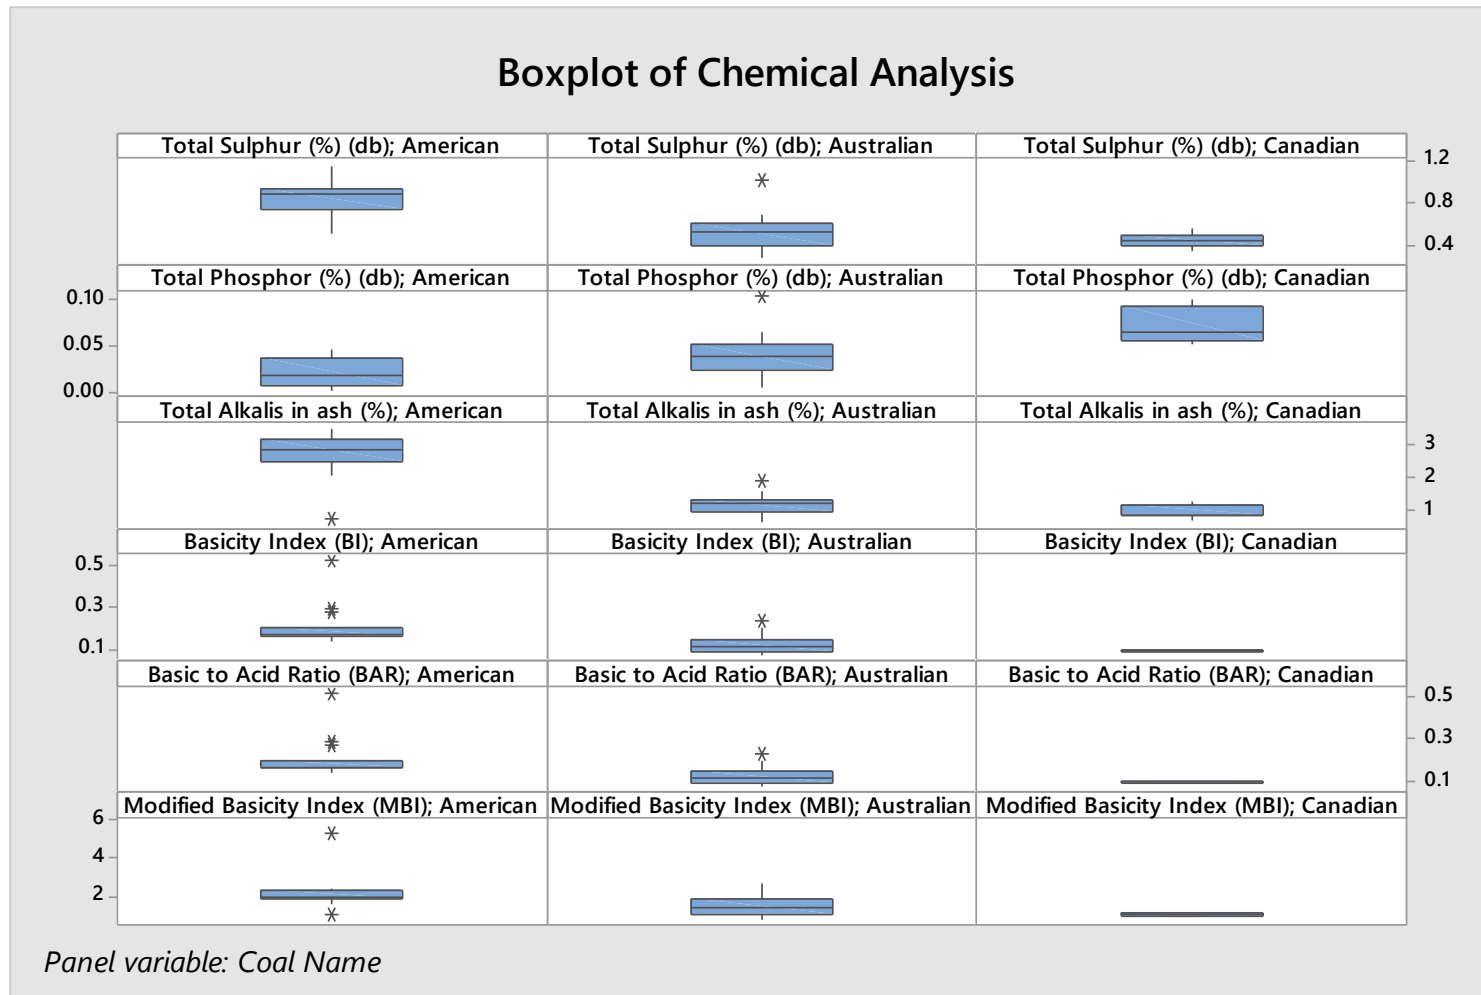 Boxplot of Chemical Analysis
Total Sulphur (%) (db); American
Total Sulphur (%) (db); Australian
Total Sulphur (%) (db); Canadian
1.2
0.8
0.4
Total Phosphor (%) (db); American
Total Phosphor (%) (db); Australian
Total Phosphor (%) (db); Canadian
0.10
0.05
0.00
Total Alkalis in ash (%); American
Total Alkalis in ash (%); Australian
Total Alkalis in ash (%); Canadian
3
2
1
Basicity Index (BI); American
Basicity Index (BI); Australian
Basicity Index (BI); Canadian
0.5
0.3
0.1
Basic to Acid Ratio (BAR); American
Basic to Acid Ratio (BAR); Australian
Basic to Acid Ratio (BAR); Canadian
0.5
0.3
0.1
Modified Basicity Index (MBI); American
Modified Basicity Index (MBI); Australian
Modified Basicity Index (MBI); Canadian
6
4
2
Panel variable: Coal Name